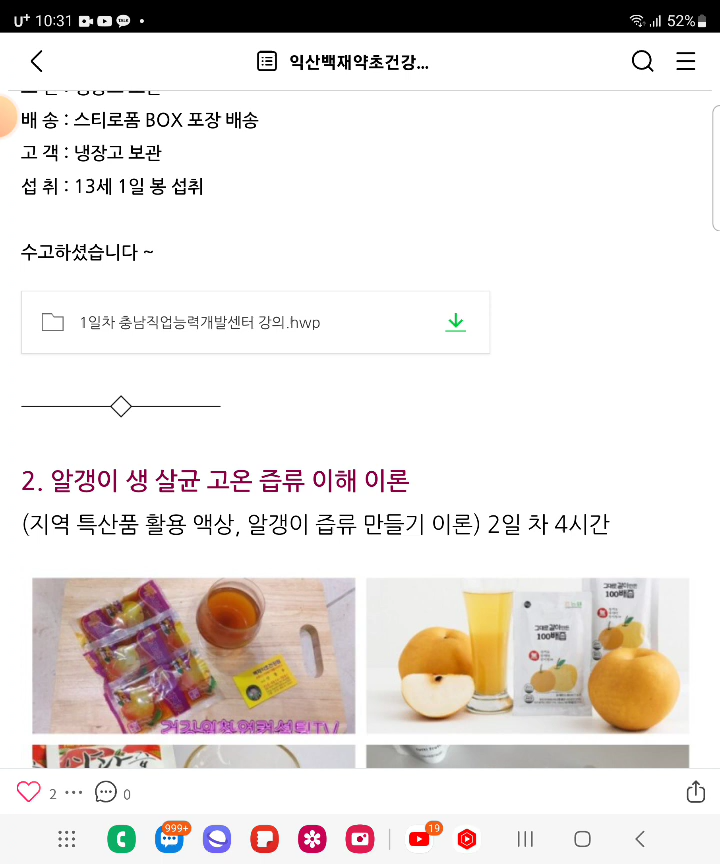 U+ 10:31
52%
익산백재약초건강...
배 송 : 스티로폼 BOX 포장 배송
고 객 : 냉장고 보관
섭 취 : 13세 1일 봉 섭취
수고하셨습니다 ~
1일차 충남직업능력개발센터 강의.hwp
2. 알갱이 생 살균 고온 즙류 이해 이론
(지역 특산품 활용 액상, 알갱이 즙류 만들기 이론) 2일 차 4시간
100배즙
100배즙
2
0
999+
19